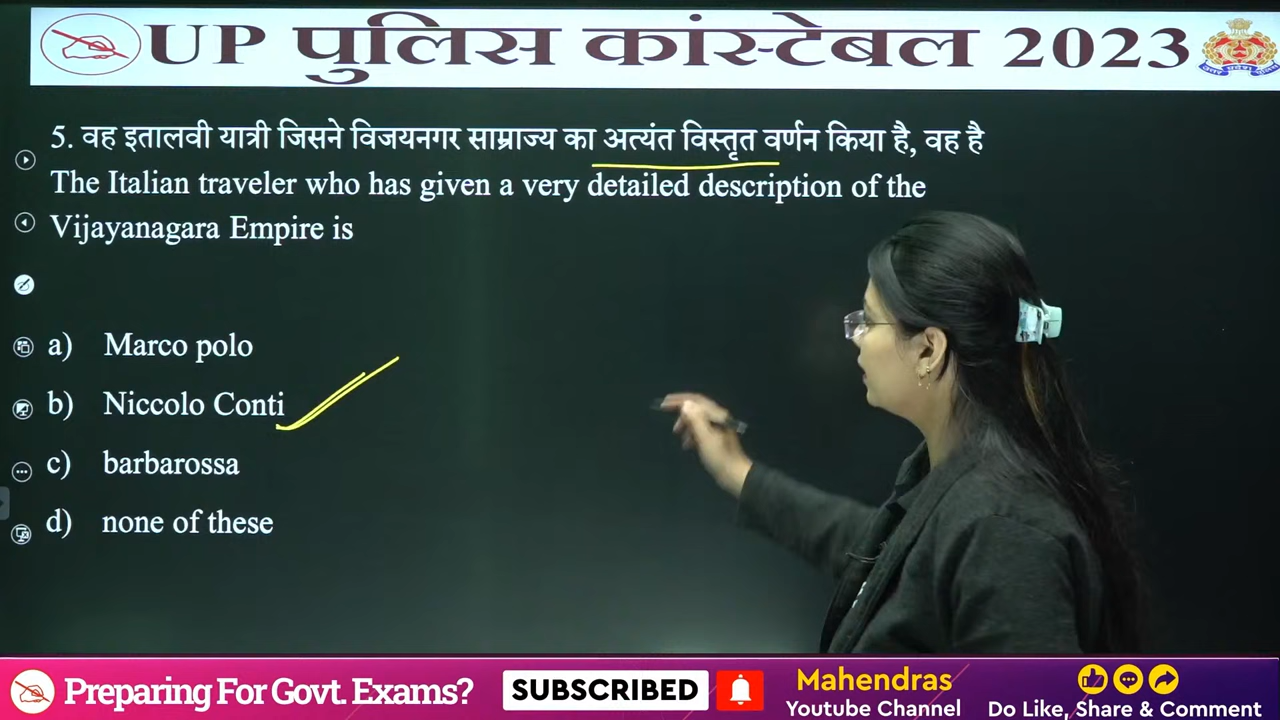 UP पुलिस कांस्टेबल 2023
5. वह इतालवी यात्री जिसने विजयनगर साम्राज्य का अत्यंत विस्तृत वर्णन किया है, वह है
The Italian traveler who has given a very detailed description of the
Vijayanagara Empire is
a) Marco polo
b) Niccolo Conti
c) barbarossa
d) none of these
Preparing For Govt. Exams?
SUBSCRIBED
Mahendras
Youtube Channel
Do Like, Share & Comment